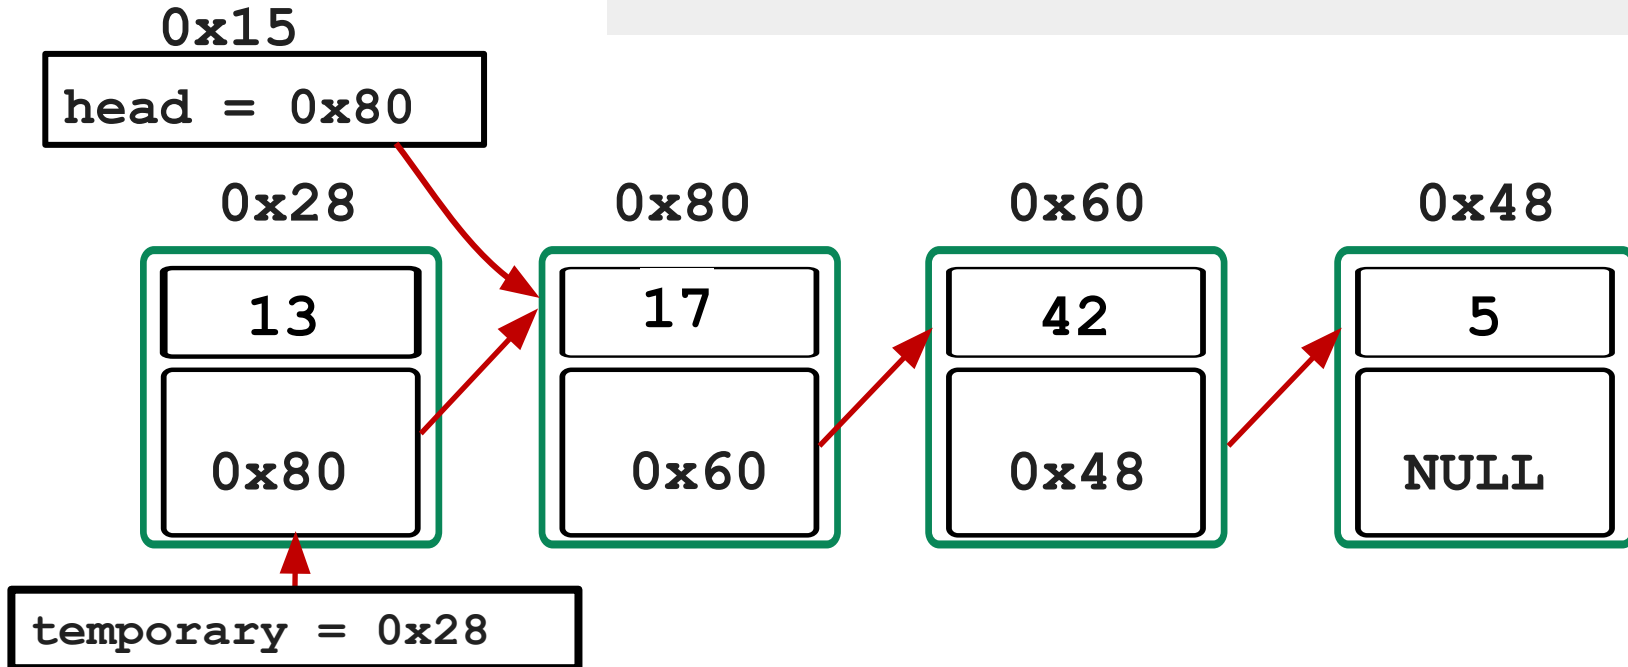 0x15
head = 0x80
0x28 0x80 0x60 0x48
13 17 42 5
0x80 0x60 0x48 NULL
temporary = 0x28